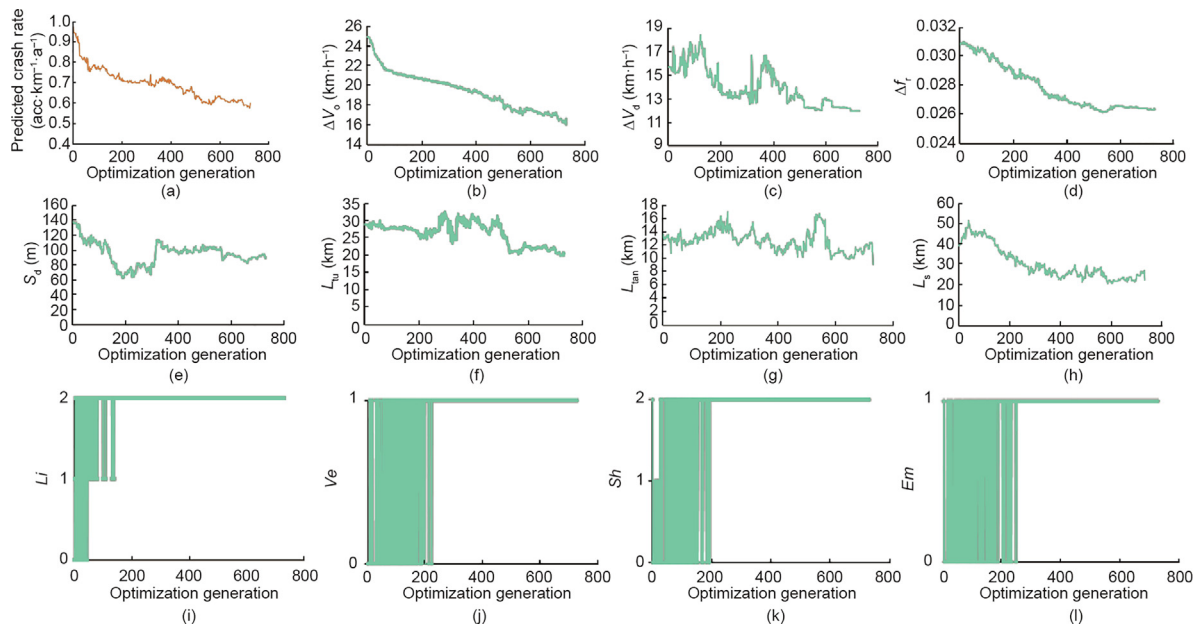 Predicted crash rate
(acc·km⁻¹·a⁻¹)
1.0
0.9
0.8
0.7
0.6
0.5
0.4
0 200 400 600 800
Optimization generation
(a)
ΔVₒ (km·h⁻¹)
26
24
22
20
18
16
14
0 200 400 600 800
Optimization generation
(b)
ΔV_d (km·h⁻¹)
19
17
15
13
11
9
0 200 400 600 800
Optimization generation
(c)
Δfᵣ
0.032
0.030
0.028
0.026
0.024
0 200 400 600 800
Optimization generation
(d)
S_d (m)
160
140
120
100
80
60
40
20
0
0 200 400 600 800
Optimization generation
(e)
L_tu (km)
35
30
25
20
15
10
5
0
0 200 400 600 800
Optimization generation
(f)
L_tan (km)
18
16
14
12
10
8
6
4
2
0
0 200 400 600 800
Optimization generation
(g)
Lₛ (km)
60
50
40
30
20
10
0
0 200 400 600 800
Optimization generation
(h)
Li
2
1
0
0 200 400 600 800
Optimization generation
(i)
Ve
1
0
0 200 400 600 800
Optimization generation
(j)
Sh
2
1
0
0 200 400 600 800
Optimization generation
(k)
Em
1
0
0 200 400 600 800
Optimization generation
(l)